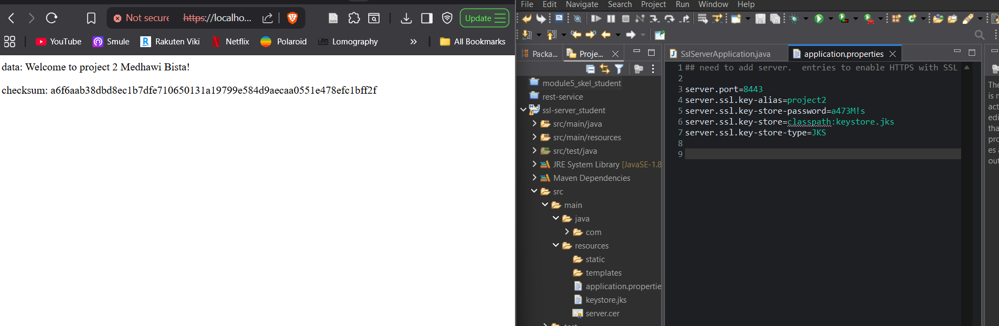 Not secure https://localho... Update
YouTube Smule Rakuten Viki Netflix Polaroid Lomography » All Bookmarks
data: Welcome to project 2 Medhawi Bista!
checksum: a6f6aab38dbd8ec1b7dfe710650131a19799e584d9aecaa0551e478efc1bff2f
File Edit Navigate Search Project Run Window Help
Packa... Proje...
module5_skel_student
rest-service
ssl-server_student
src/main/java
src/main/resources
src/test/java
JRE System Library [JavaSE-1.8
Maven Dependencies
src
main
java
com
resources
static
templates
application.propertie
keystore.jks
server.cer
SslServerApplication.java application.properties
1 ## need to add server.  entries to enable HTTPS with SSL
2
3 server.port=8443
4 server.ssl.key-alias=project2
5 server.ssl.key-store-password=a473M!s
6 server.ssl.key-store=classpath:keystore.jks
7 server.ssl.key-store-type=JKS
8
9
The
is n
act
edi
tha
pro
es a
out